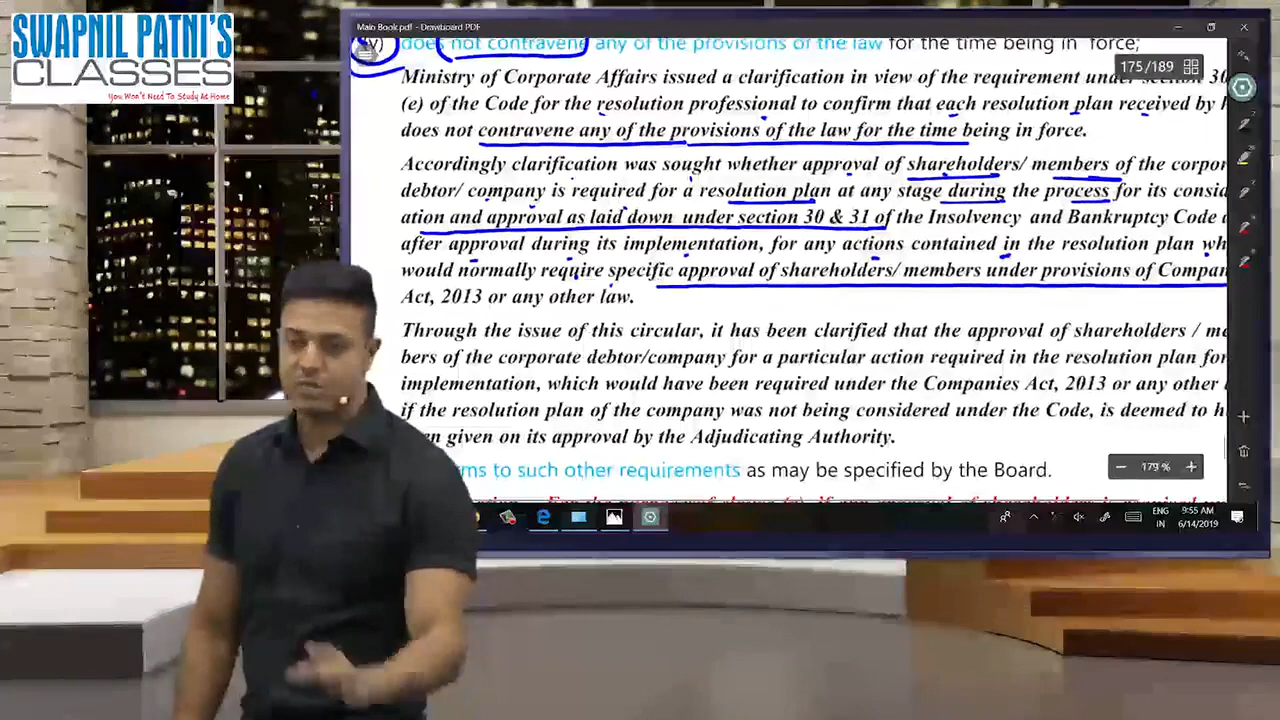 SWAPNIL PATNI'S
CLASSES
You Won't Need To Study At Home
Main Book.pdf - Drawboard PDF
does not contravene any of the provisions of the law for the time being in force;
175/189
Ministry of Corporate Affairs issued a clarification in view of the requirement under section 30
(e) of the Code for the resolution professional to confirm that each resolution plan received by
does not contravene any of the provisions of the law for the time being in force.
Accordingly clarification was sought whether approval of shareholders/ members of the corpor
debtor/ company is required for a resolution plan at any stage during the process for its consid
ation and approval as laid down under section 30 & 31 of the Insolvency and Bankruptcy Code
after approval during its implementation, for any actions contained in the resolution plan wh
would normally require specific approval of shareholders/ members under provisions of Compan
Act, 2013 or any other law.
Through the issue of this circular, it has been clarified that the approval of shareholders / me
bers of the corporate debtor/company for a particular action required in the resolution plan for
implementation, which would have been required under the Companies Act, 2013 or any other
if the resolution plan of the company was not being considered under the Code, is deemed to h
en given on its approval by the Adjudicating Authority.
rms to such other requirements as may be specified by the Board.
179 %
ENG
IN
9:55 AM
6/14/2019